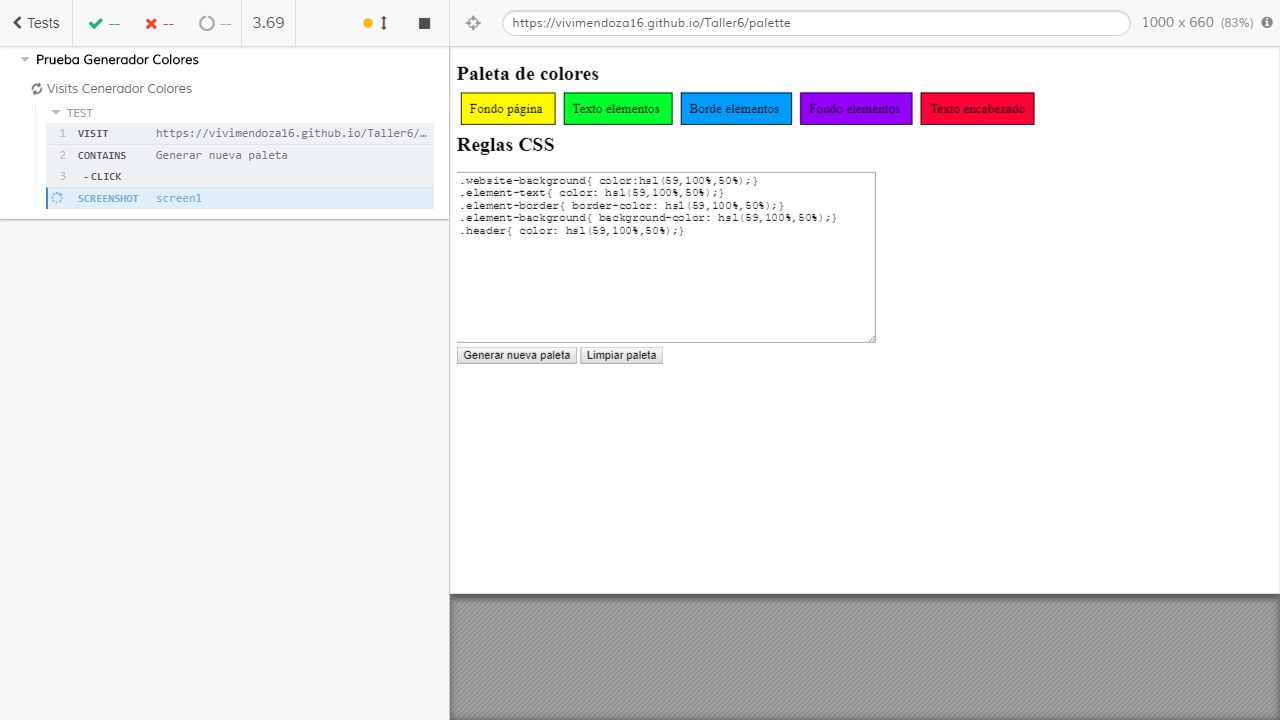 Tests
--
--
--
3.69
https://vivimendoza16.github.io/Taller6/palette
1000 x 660 (83%)
Prueba Generador Colores
Visits Cenerador Colores
TEST
1 VISIT https://vivimendoza16.github.io/Taller6/…
2 CONTAINS Generar nueva paleta
3 - CLICK
SCREENSHOT screen1
Paleta de colores
Fondo página Texto elementos Borde elementos Fondo elementos Texto encabezado
Reglas CSS
.website-background{ color:hsl(59,100%,50%);}
.element-text{ color: hsl(59,100%,50%);}
.element-border{ border-color: hsl(59,100%,50%);}
.element-background{ background-color: hsl(59,100%,50%);}
.header{ color: hsl(59,100%,50%);}
Generar nueva paleta Limpiar paleta